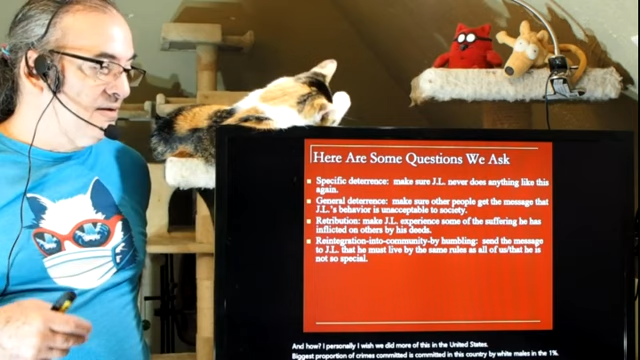 Here Are Some Questions We Ask
Specific deterrence: make sure J.L. never does anything like this
again.
General deterrence: make sure other people get the message that
J.L.'s behavior is unacceptable to society.
Retribution: make J.L. experience some of the suffering he has
inflicted on others by his deeds.
Reintegration-into-community-by humbling: send the message
to J.L. that he must live by the same rules as all of us/that he is
not so special.
And how? I personally I wish we did more of this in the United States.
Biggest proportion of crimes committed is committed in this country by white males in the 1%.